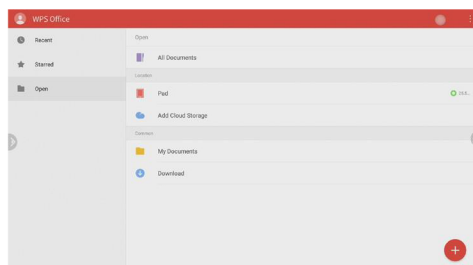 WPS Office
Recent
Starred
Open
Open
All Documents
Location
Pad
Add Cloud Storage
Common
My Documents
Download